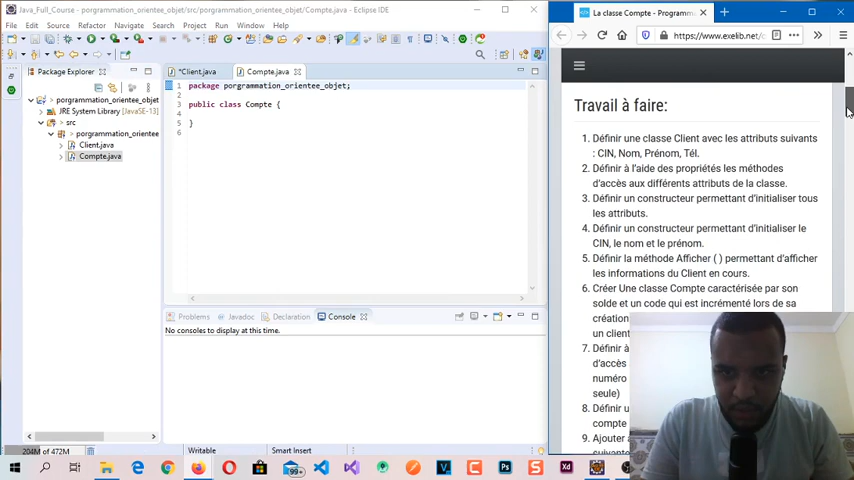 Java_Full_Course - porgrammation_orientee_objet/src/porgrammation_orientee_objet/Compte.java - Eclipse IDE
File Edit Source Refactor Navigate Search Project Run Window Help
Package Explorer
porgrammation_orientee_objet
JRE System Library [JavaSE-13]
src
porgrammation_orientee
Client.java
Compte.java
*Client.java
Compte.java
1 package porgrammation_orientee_objet;
2
3 public class Compte {
4
5 }
6
Problems Javadoc Declaration Console
No consoles to display at this time.
204M of 472M
Writable
Smart Insert
99+
La classe Compte - Programm
https://www.exelib.net/
Travail à faire:
1. Définir une classe Client avec les attributs suivants
: CIN, Nom, Prénom, Tél.
2. Définir à l'aide des propriétés les méthodes
d'accès aux différents attributs de la classe.
3. Définir un constructeur permettant d'initialiser tous
les attributs.
4. Définir un constructeur permettant d'initialiser le
CIN, le nom et le prénom.
5. Définir la méthode Afficher ( ) permettant d'afficher
les informations du Client en cours.
6. Créer Une classe Compte caractérisée par son
solde et un code qui est incrémenté lors de sa
création
un client
7. Définir à
d'accès a
numéro
seule)
8. Définir u
compte
9. Ajouter à
suivante